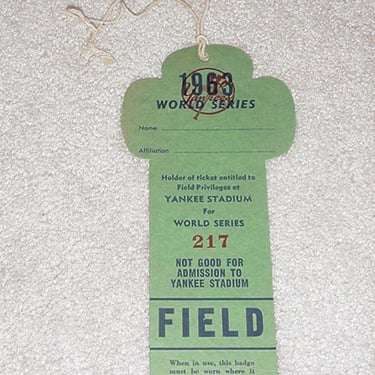 1963
Yankees
WORLD SERIES
Name
Affiliation
Holder of ticket entitled to
Field Privileges at
YANKEE STADIUM
For
WORLD SERIES
217
NOT GOOD FOR
ADMISSION TO
YANKEE STADIUM
FIELD
When in use, this badge
must be worn where it